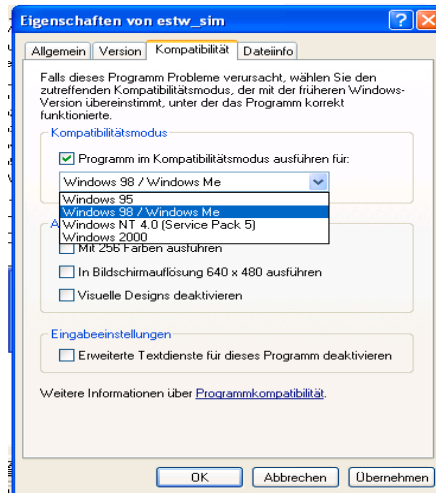 Eigenschaften von estw_sim
Allgemein Version Kompatibilität Dateiinfo
Falls dieses Programm Probleme verursacht, wählen Sie den
zutreffenden Kompatibilitätsmodus, der mit der früheren Windows-
Version übereinstimmt, unter der das Programm korrekt
funktionierte.
Kompatibilitätsmodus
Programm im Kompatibilitätsmodus ausführen für:
Windows 98 / Windows Me
Windows 95
Windows 98 / Windows Me
Windows NT 4.0 (Service Pack 5)
Windows 2000
Mit 256 Farben ausführen
In Bildschirmauflösung 640 x 480 ausführen
Visuelle Designs deaktivieren
Eingabeeinstellungen
Erweiterte Textdienste für dieses Programm deaktivieren
Weitere Informationen über Programmkompatibilität.
OK Abbrechen Übernehmen